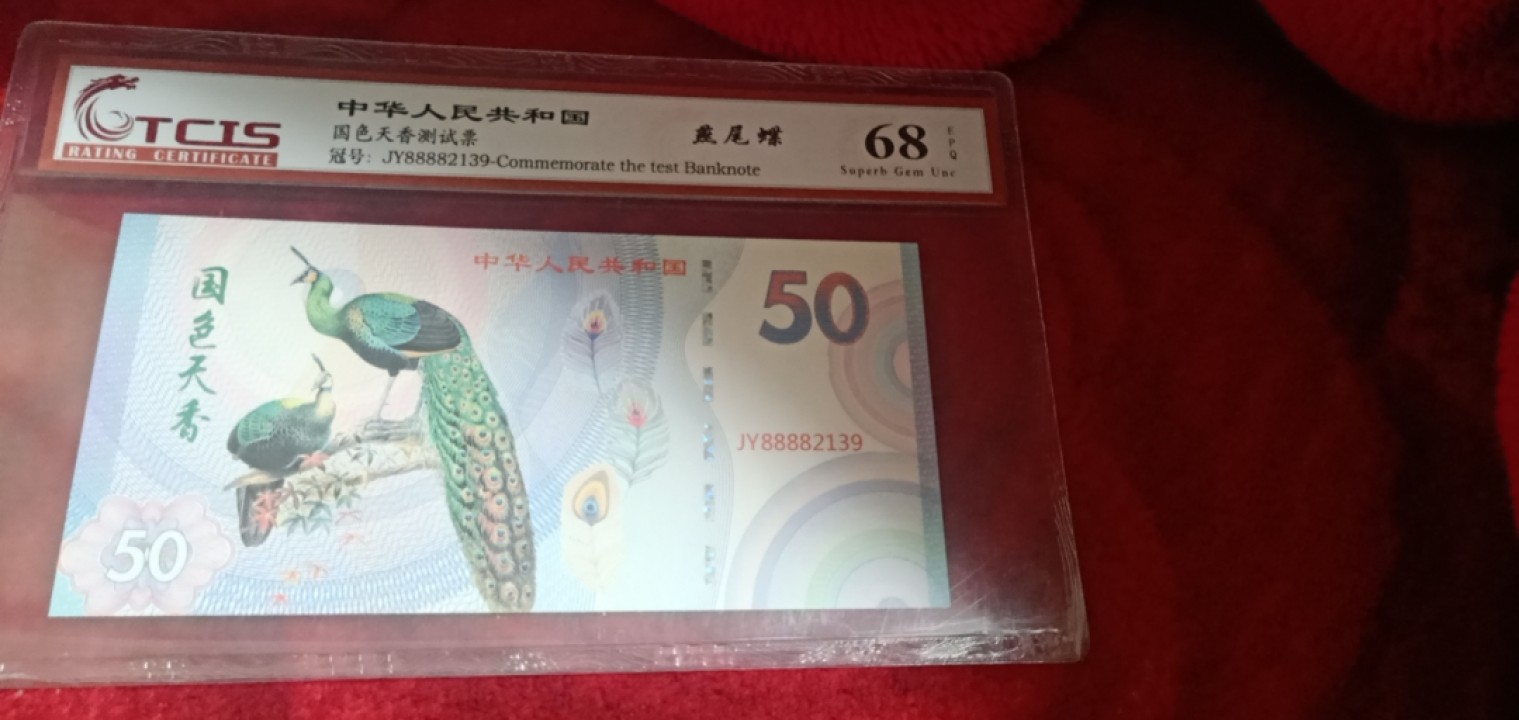 TCIS
RATING CERTIFICATE
中华人民共和国
国色天香测试票
冠号：JY88882139-Commemorate the test Banknote
燕尾蝶
68
EPQ
Superb Gem Unc
国色天香
中华人民共和国
50
JY88882139
50